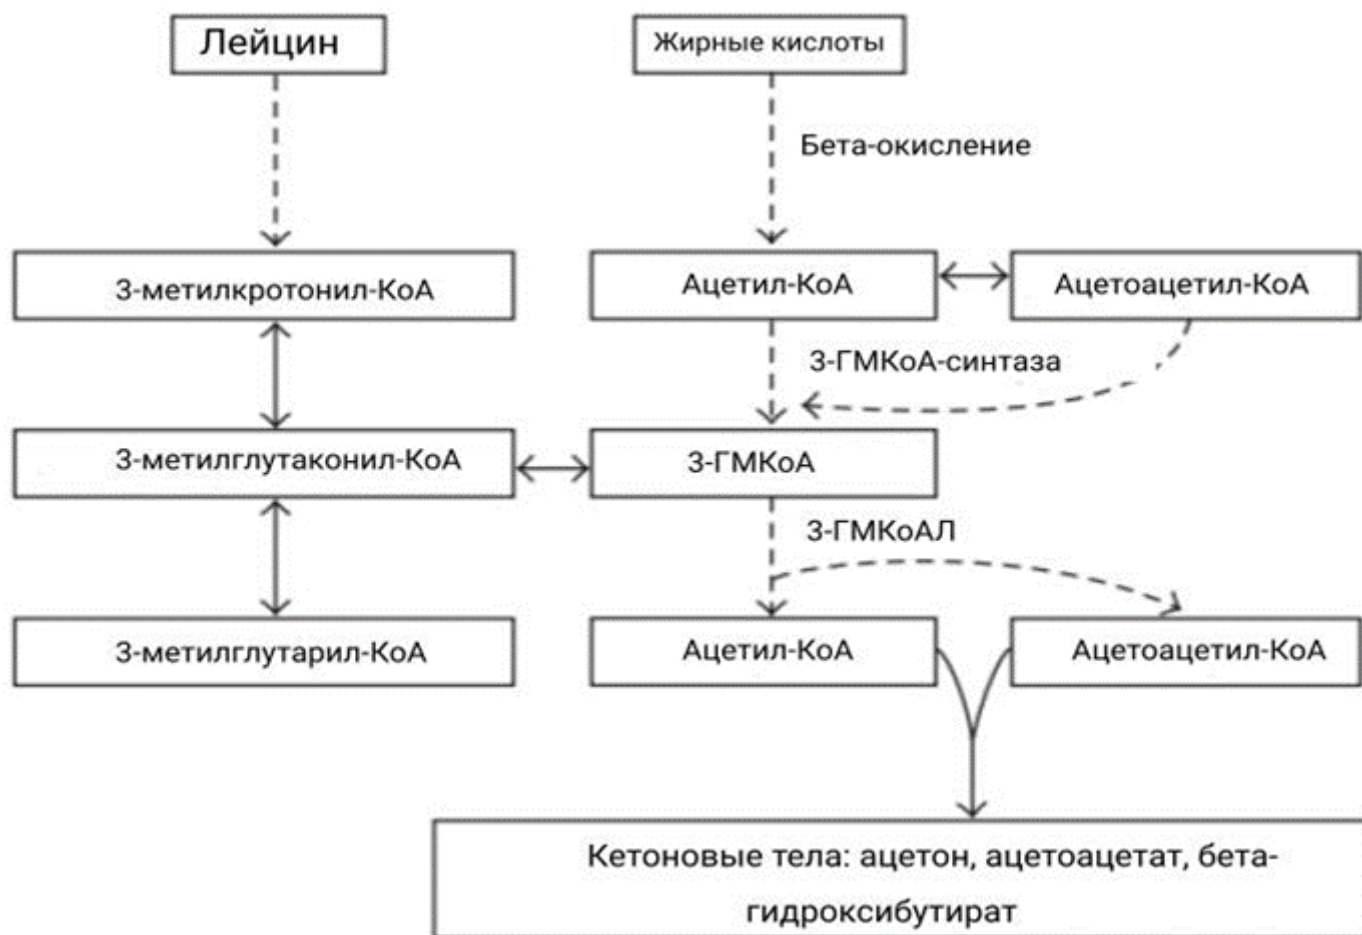 Лейцин
Жирные кислоты
Бета-окисление
3-метилкротонил-КоА
Ацетил-КоА
Ацетоацетил-КоА
3-ГМКоА-синтаза
3-метилглутаконил-КоА
3-ГМКоА
3-ГМКоАЛ
3-метилглутарил-КоА
Ацетил-КоА
Ацетоацетил-КоА
Кетоновые тела: ацетон, ацетоацетат, бета-
гидроксибутират